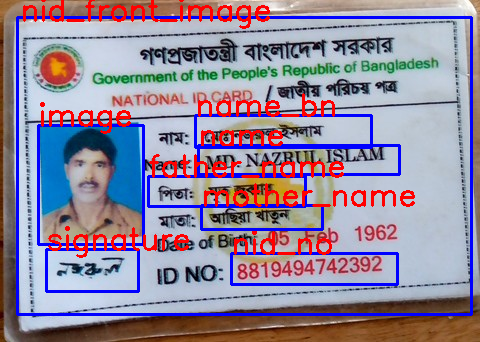 nid_front_image
গণপ্রজাতন্ত্রী বাংলাদেশ সরকার
Government of the People's Republic of Bangladesh
NATIONAL ID CARD / জাতীয় পরিচয় পত্র
image
name_bn
নাম: ইসলাম
name
Name: MD. NAZRUL ISLAM
father_name
পিতা:
mother_name
মাতা: আছিয়া খাতুন
signature
Date of Birth: 05 Feb 1962
nid_no
ID NO: 8819494742392
নজরুল